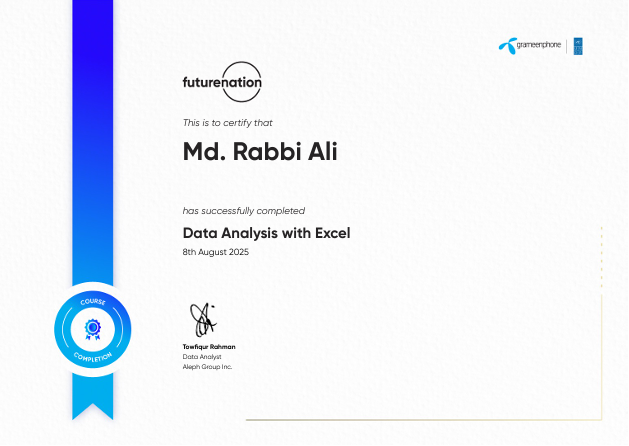 grameenphone
futurenation
This is to certify that
Md. Rabbi Ali
has successfully completed
Data Analysis with Excel
8th August 2025
COURSE
COMPLETION
Towfiqur Rahman
Data Analyst
Aleph Group Inc.